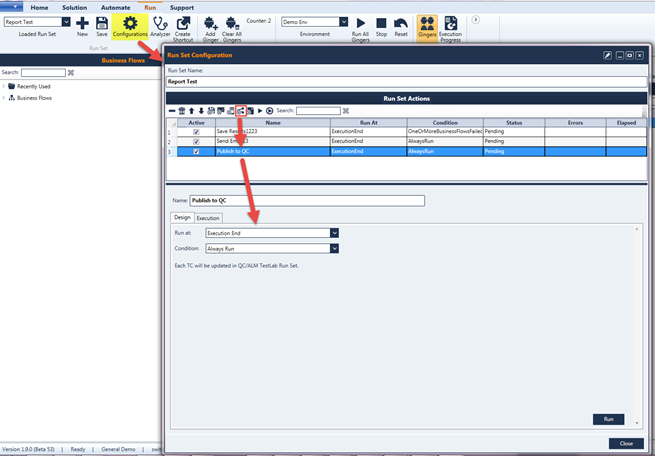 Home Solution Automate Run Support
Report Test
Loaded Run Set
New
Save
Configurations
Analyzer
Create Shortcut
Run Set
Add Ginger
Clear All Gingers
Counter: 2
Demo Env
Environment
Run All Gingers
Stop
Reset
Gingers
Execution Progress
Business Flows
Search:
Recently Used
Business Flows
Run Set Configuration
Run Set Name:
Report Test
Run Set Actions
Search:
Active Name Run At Condition Status Errors Elapsed
1 Save Results1223 ExecutionEnd OneOrMoreBusinessFlowsFailed Pending
2 Send Em 13 ExecutionEnd AlwaysRun Pending
3 Publish to QC ExecutionEnd AlwaysRun Pending
Name: Publish to QC
Design Execution
Run at: Execution End
Condition: Always Run
Each TC will be updated in QC/ALM TestLab Run Set.
Run
Close
Version 1.9.0 (Beta 53) Ready General Demo